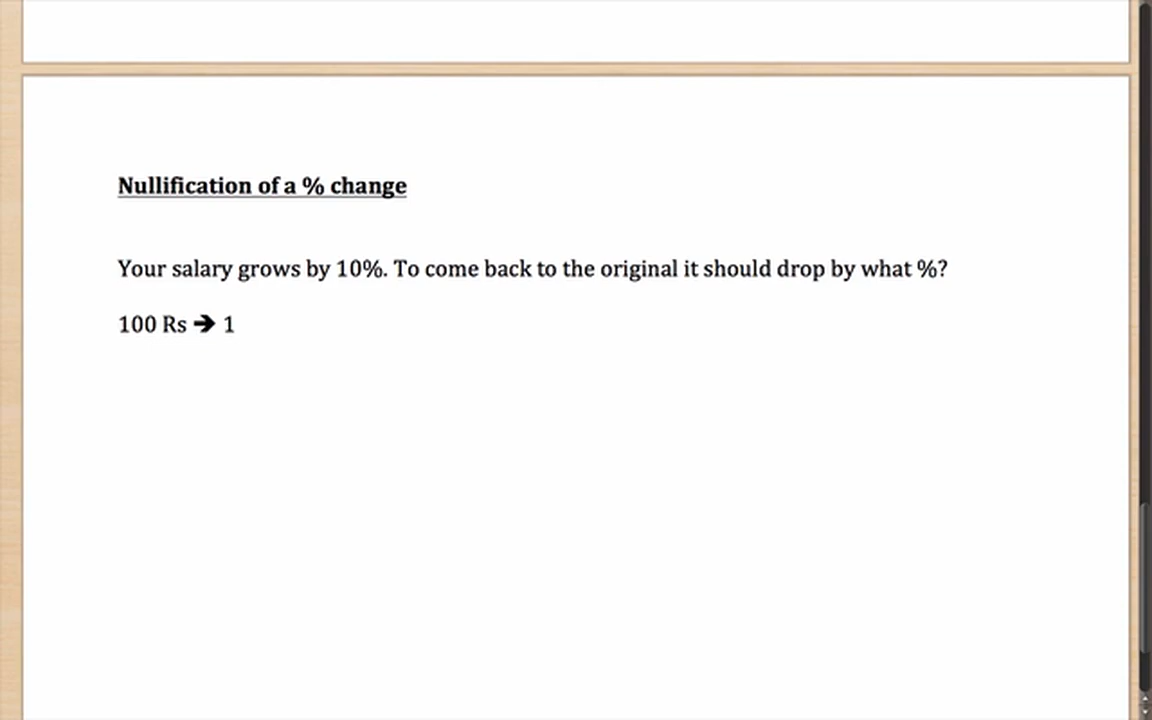 Nullification of a % change
Your salary grows by 10%. To come back to the original it should drop by what %?
100 Rs ➔ 1